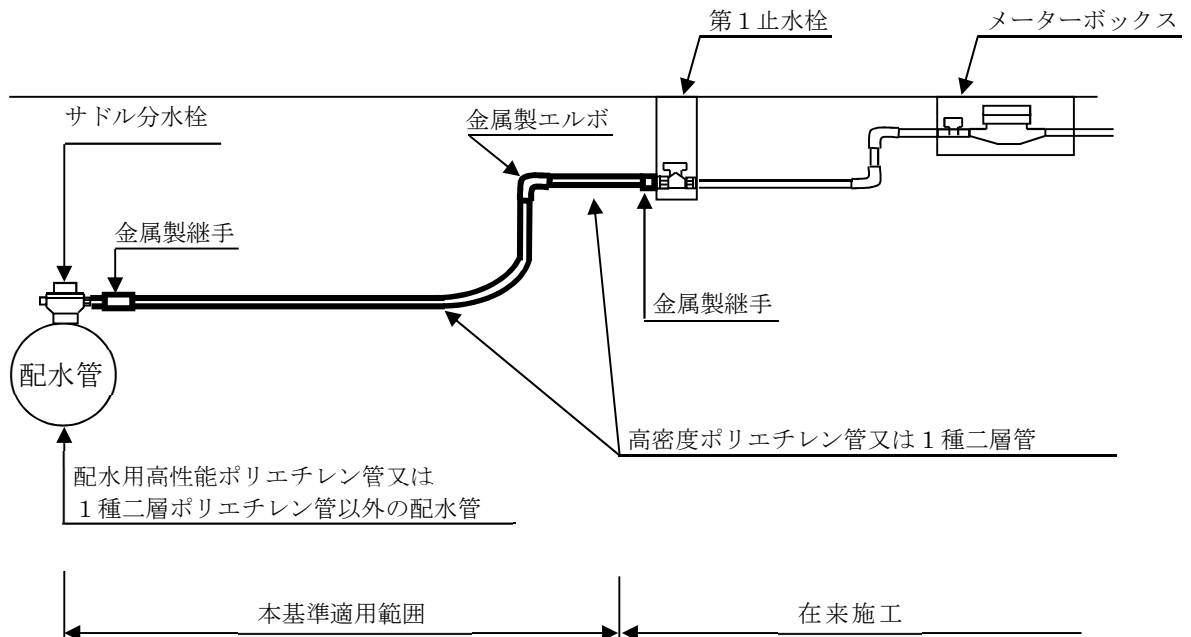 第１止水栓
メーターボックス
サドル分水栓
金属製エルボ
金属製継手
金属製継手
配水管
高密度ポリエチレン管又は１種二層管
配水用高性能ポリエチレン管又は
１種二層ポリエチレン管以外の配水管
本基準適用範囲
在来施工